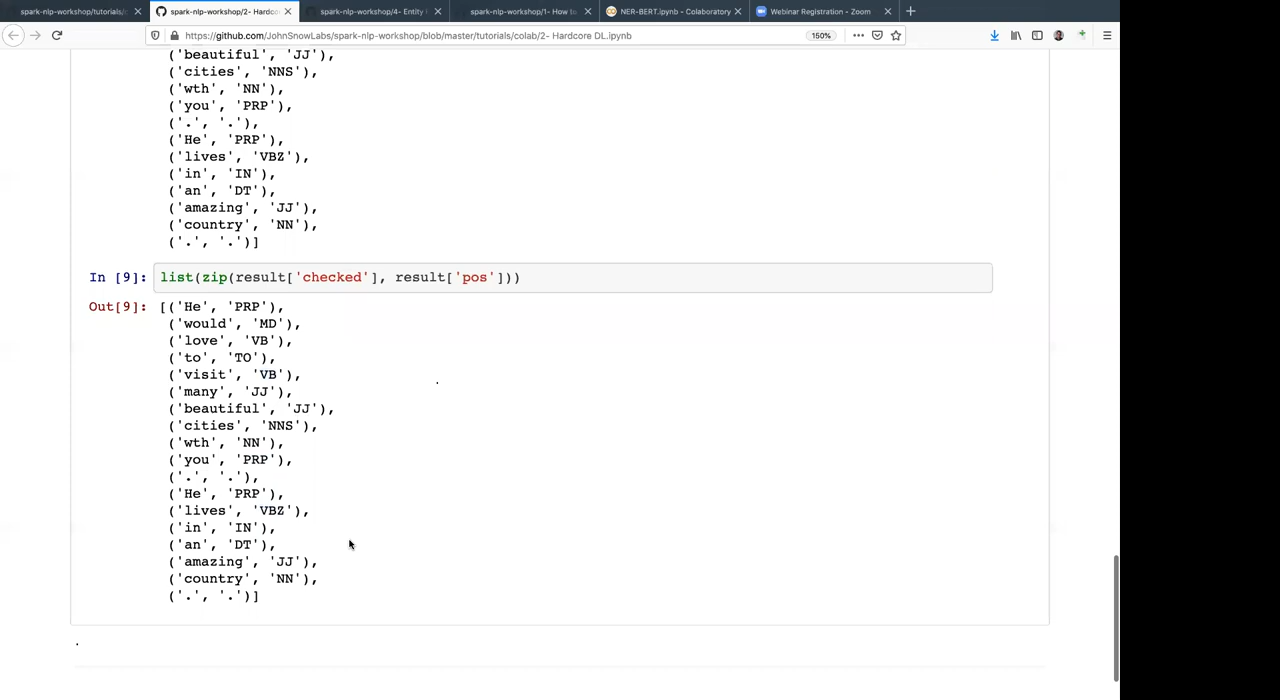 spark-nlp-workshop/tutorials/
spark-nlp-workshop/2- Hardco
spark-nlp-workshop/4- Entity
spark-nlp-workshop/1- How to
NER-BERT.ipynb - Colaboratory
Webinar Registration - Zoom
https://github.com/JohnSnowLabs/spark-nlp-workshop/blob/master/tutorials/colab/2- Hardcore DL.ipynb
150%
('beautiful', 'JJ'),
('cities', 'NNS'),
('wth', 'NN'),
('you', 'PRP'),
('.', '.'),
('He', 'PRP'),
('lives', 'VBZ'),
('in', 'IN'),
('an', 'DT'),
('amazing', 'JJ'),
('country', 'NN'),
('.', '.')]
In [9]: list(zip(result['checked'], result['pos']))
Out[9]: [('He', 'PRP'),
('would', 'MD'),
('love', 'VB'),
('to', 'TO'),
('visit', 'VB'),
('many', 'JJ'),
('beautiful', 'JJ'),
('cities', 'NNS'),
('wth', 'NN'),
('you', 'PRP'),
('.', '.'),
('He', 'PRP'),
('lives', 'VBZ'),
('in', 'IN'),
('an', 'DT'),
('amazing', 'JJ'),
('country', 'NN'),
('.', '.')]